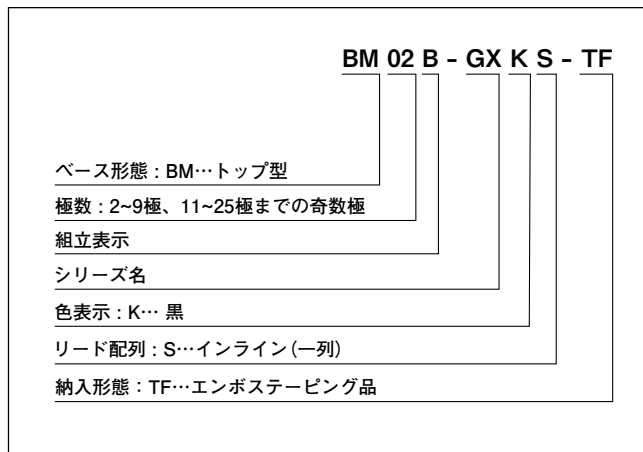 BM 02 B - GX K S - TF
ベース形態：BM…トップ型
極数：2~9極、11~25極までの奇数極
組立表示
シリーズ名
色表示：K… 黒
リード配列：S…インライン（一列）
納入形態：TF…エンボステーピング品